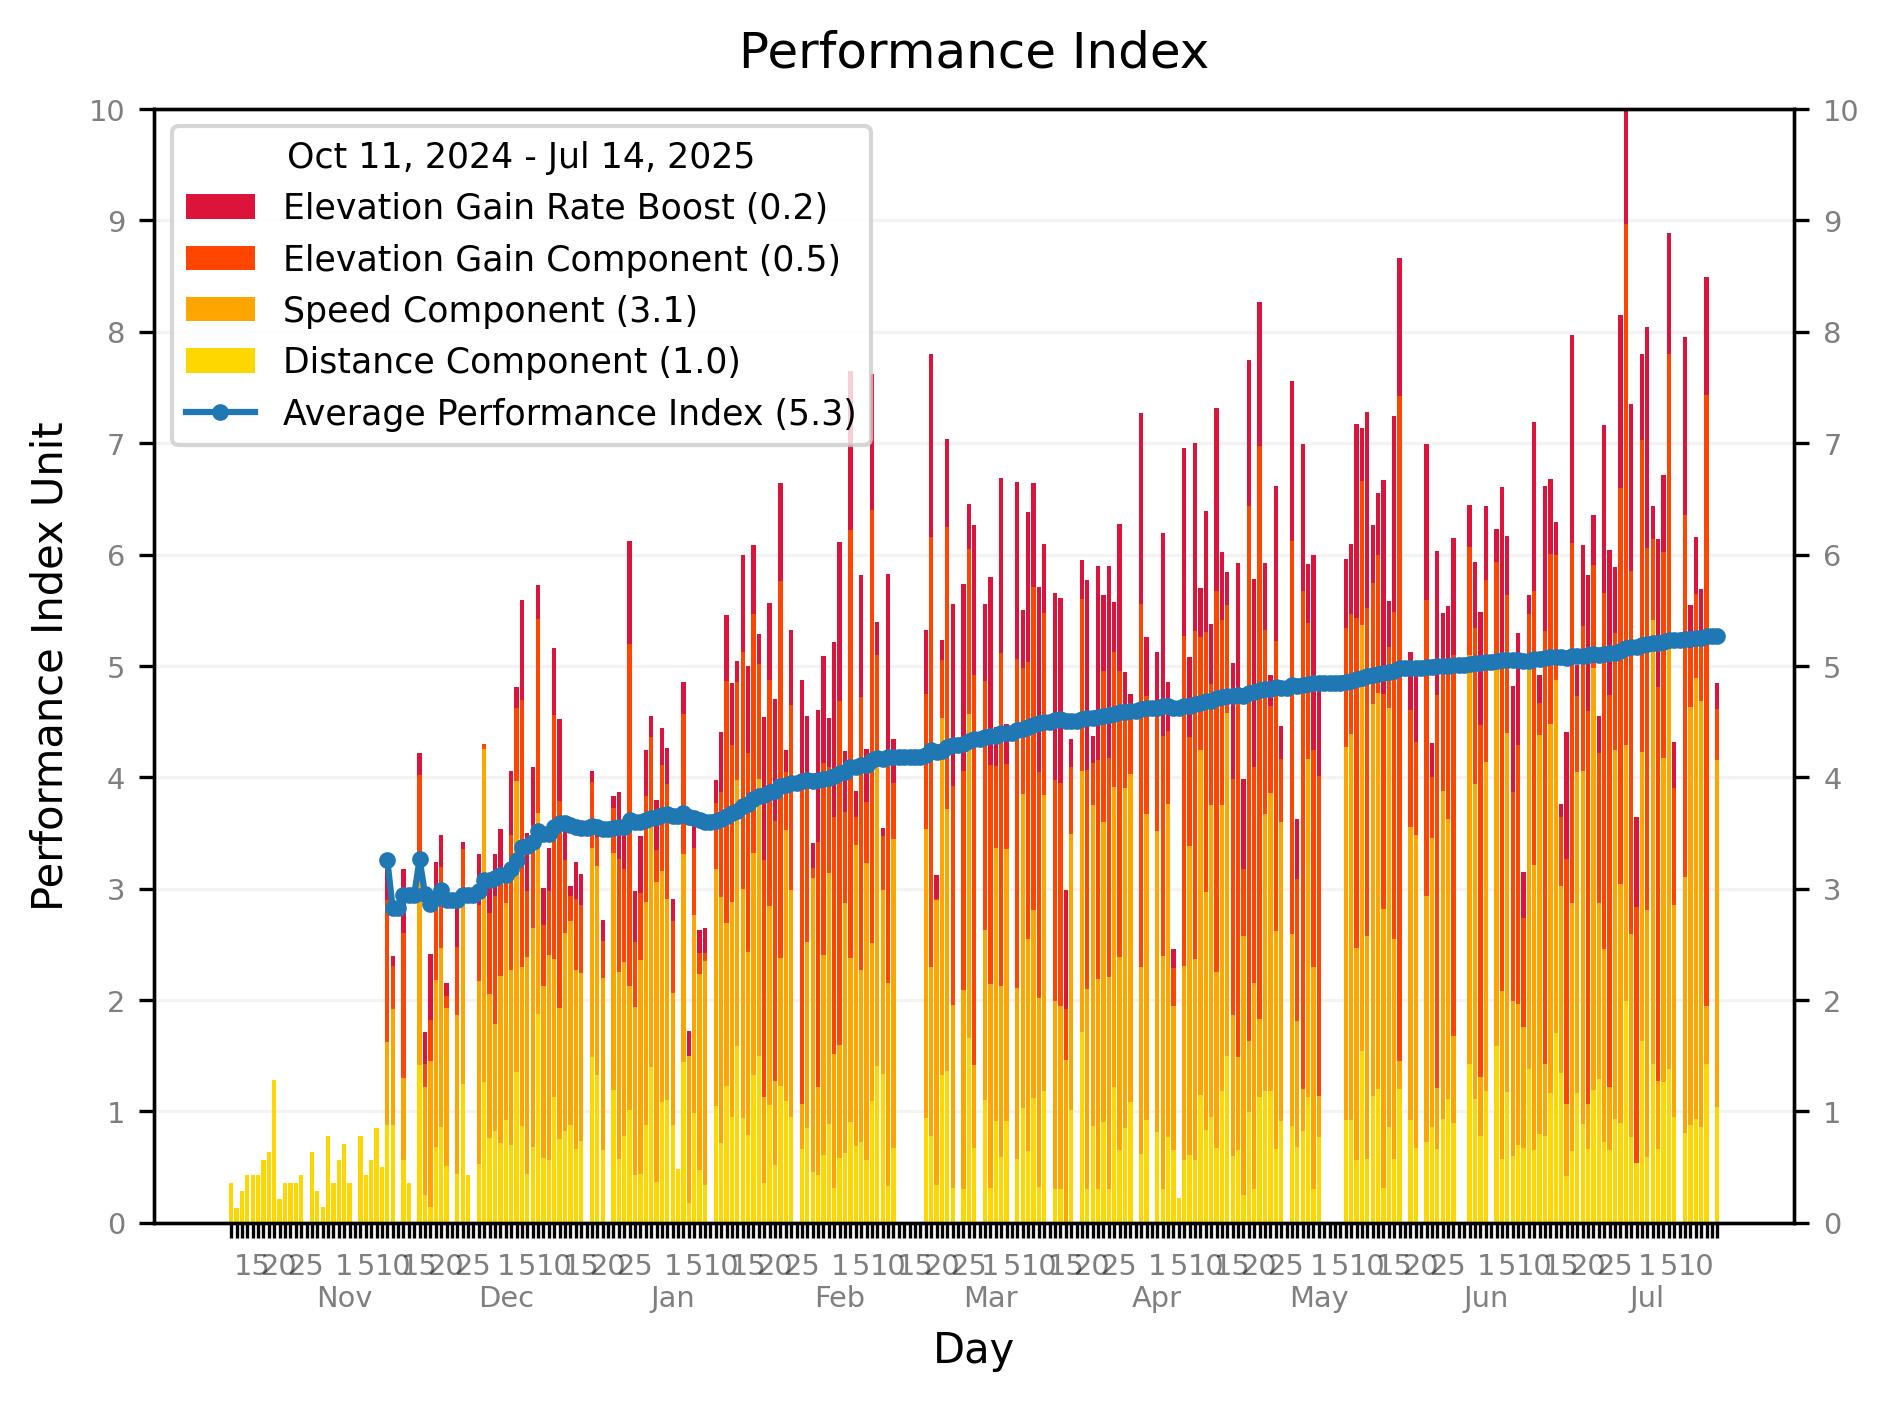 Performance Index
Oct 11, 2024 - Jul 14, 2025
Elevation Gain Rate Boost (0.2)
Elevation Gain Component (0.5)
Speed Component (3.1)
Distance Component (1.0)
Average Performance Index (5.3)
Performance Index Unit
10 10
9 9
8 8
7 7
6 6
5 5
4 4
3 3
2 2
1 1
0 0
15 20 25 1 5 10 15 20 25 1 5 10 15 20 25 1 5 10 15 20 25 1 5 10 15 20 25 1 5 10 15 20 25 1 5 10 15 20 25 1 5 10 15 20 25 1 5 10 15 20 25 1 5 10
Nov Dec Jan Feb Mar Apr May Jun Jul
Day